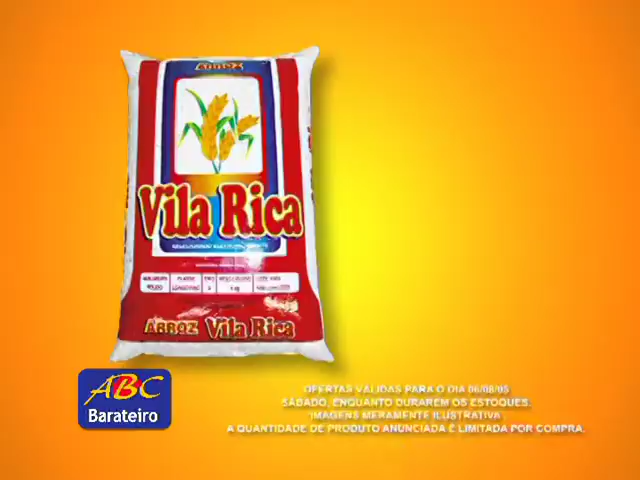 ARROZ
Vila Rica
ARROZ Vila Rica
ABC
Barateiro
OFERTAS VÁLIDAS PARA O DIA 06/08/05
SÁBADO, ENQUANTO DURAREM OS ESTOQUES.
IMAGENS MERAMENTE ILUSTRATIVA
A QUANTIDADE DE PRODUTO ANUNCIADA É LIMITADA POR COMPRA.